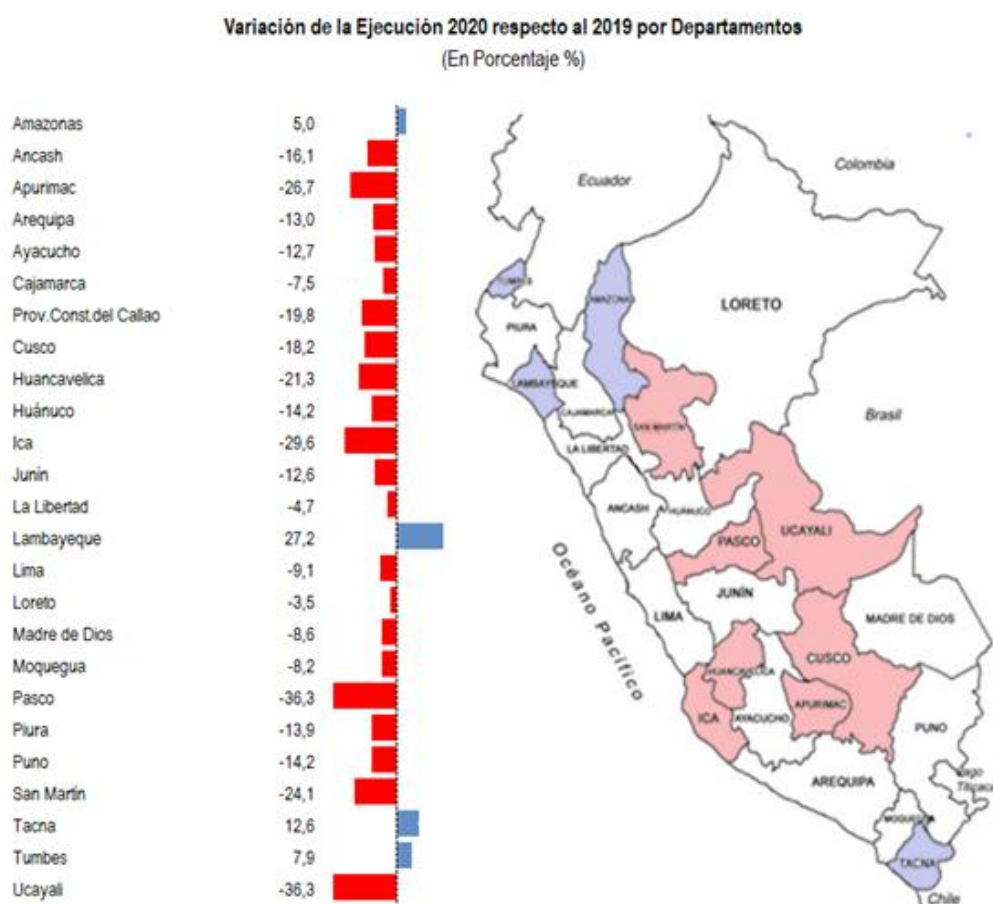 Variación de la Ejecución 2020 respecto al 2019 por Departamentos
(En Porcentaje %)
Amazonas 5,0
Ancash -16,1
Apurimac -26,7
Arequipa -13,0
Ayacucho -12,7
Cajamarca -7,5
Prov.Const.del Callao -19,8
Cusco -18,2
Huancavelica -21,3
Huánuco -14,2
Ica -29,6
Junín -12,6
La Libertad -4,7
Lambayeque 27,2
Lima -9,1
Loreto -3,5
Madre de Dios -8,6
Moquegua -8,2
Pasco -36,3
Piura -13,9
Puno -14,2
San Martín -24,1
Tacna 12,6
Tumbes 7,9
Ucayali -36,3
Colombia
Ecuador
TUMBES
AMAZONAS
LORETO
PIURA
LAMBAYEQUE
CAJAMARCA
SAN MARTÍN
Brasil
LA LIBERTAD
ANCASH
HUÁNUCO
UCAYALI
PASCO
Océano Pacífico
JUNÍN
LIMA
MADRE DE DIOS
CUSCO
HUANCAVELICA
APURIMAC
ICA
AYACUCHO
PUNO
AREQUIPA
Lago
Titicaca
MOQUEGUA
TACNA
Chile